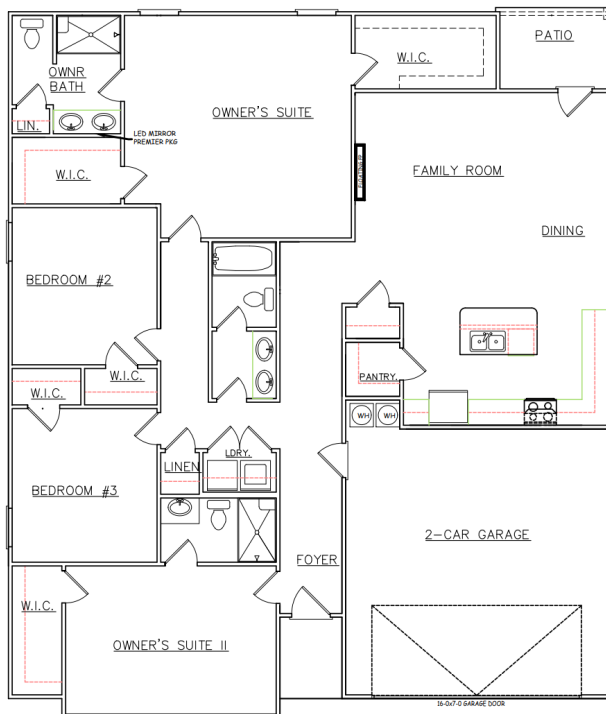 PATIO
W.I.C.
OWNR
BATH
OWNER'S SUITE
LIN.
LED MIRROR
PREMIER PKG
FAMILY ROOM
W.I.C.
DINING
BEDROOM #2
W.I.C.
W.I.C.
PANTRY.
WH
WH
LDRY.
LINEN
BEDROOM #3
2-CAR GARAGE
FOYER
W.I.C.
OWNER'S SUITE II
16-0x7-0 GARAGE DOOR